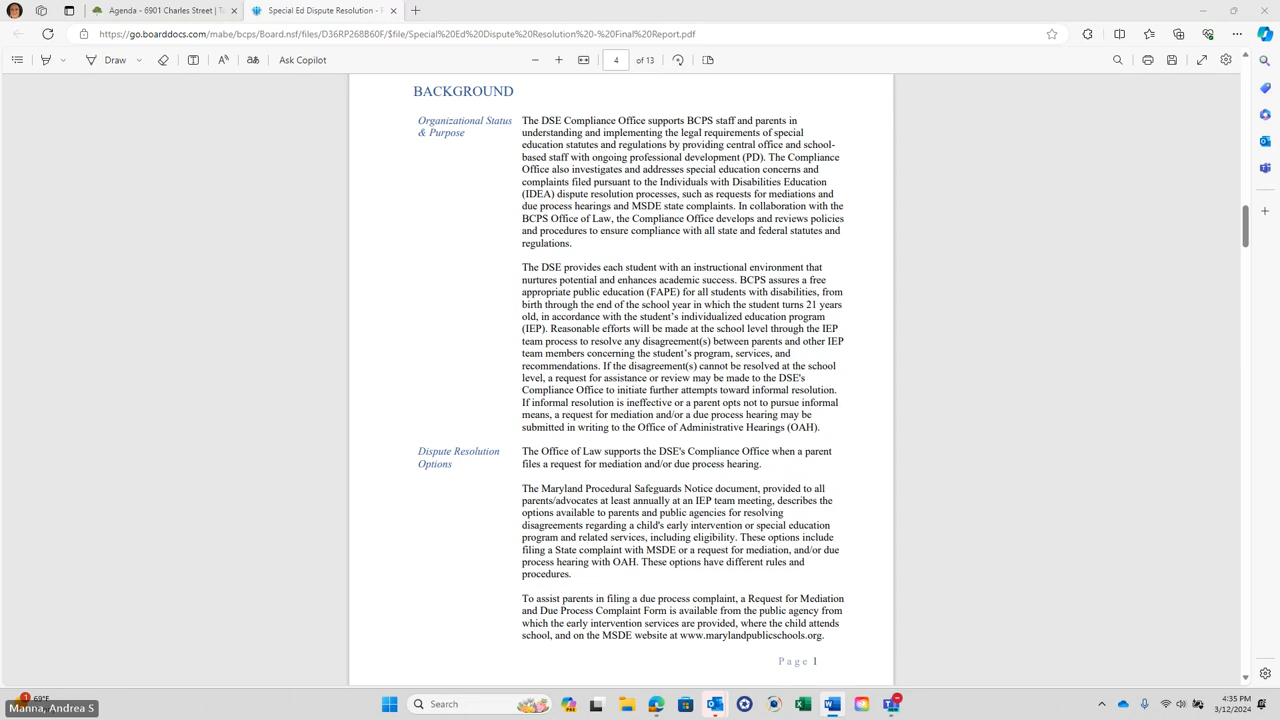 Agenda - 6901 Charles Street | To
Special Ed Dispute Resolution - F
https://go.boarddocs.com/mabe/bcps/Board.nsf/files/D36RP268B60F/$file/Special%20Ed%20Dispute%20Resolution%20-%20Final%20Report.pdf
Draw
Ask Copilot
4 of 13
BACKGROUND
Organizational Status
& Purpose
The DSE Compliance Office supports BCPS staff and parents in
understanding and implementing the legal requirements of special
education statutes and regulations by providing central office and school-
based staff with ongoing professional development (PD). The Compliance
Office also investigates and addresses special education concerns and
complaints filed pursuant to the Individuals with Disabilities Education
(IDEA) dispute resolution processes, such as requests for mediations and
due process hearings and MSDE state complaints. In collaboration with the
BCPS Office of Law, the Compliance Office develops and reviews policies
and procedures to ensure compliance with all state and federal statutes and
regulations.
The DSE provides each student with an instructional environment that
nurtures potential and enhances academic success. BCPS assures a free
appropriate public education (FAPE) for all students with disabilities, from
birth through the end of the school year in which the student turns 21 years
old, in accordance with the student's individualized education program
(IEP). Reasonable efforts will be made at the school level through the IEP
team process to resolve any disagreement(s) between parents and other IEP
team members concerning the student's program, services, and
recommendations. If the disagreement(s) cannot be resolved at the school
level, a request for assistance or review may be made to the DSE's
Compliance Office to initiate further attempts toward informal resolution.
If informal resolution is ineffective or a parent opts not to pursue informal
means, a request for mediation and/or a due process hearing may be
submitted in writing to the Office of Administrative Hearings (OAH).
Dispute Resolution
Options
The Office of Law supports the DSE's Compliance Office when a parent
files a request for mediation and/or due process hearing.
The Maryland Procedural Safeguards Notice document, provided to all
parents/advocates at least annually at an IEP team meeting, describes the
options available to parents and public agencies for resolving
disagreements regarding a child's early intervention or special education
program and related services, including eligibility. These options include
filing a State complaint with MSDE or a request for mediation, and/or due
process hearing with OAH. These options have different rules and
procedures.
To assist parents in filing a due process complaint, a Request for Mediation
and Due Process Complaint Form is available from the public agency from
which the early intervention services are provided, where the child attends
school, and on the MSDE website at www.marylandpublicschools.org.
Page 1
1
69°F
Manna, Andrea S
Search
4:35 PM
3/12/2024